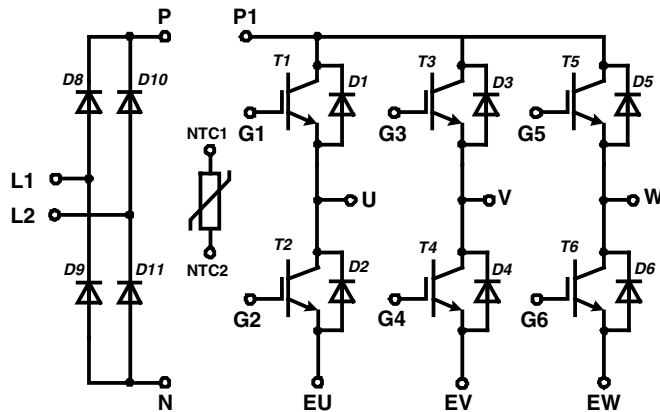 P P1
D8 D10 T1 D1 T3 D3 T5 D5
G1 G3 G5
NTC1
L1
L2
U V W
NTC2
D9 D11 T2 D2 T4 D4 T6 D6
G2 G4 G6
N EU EV EW